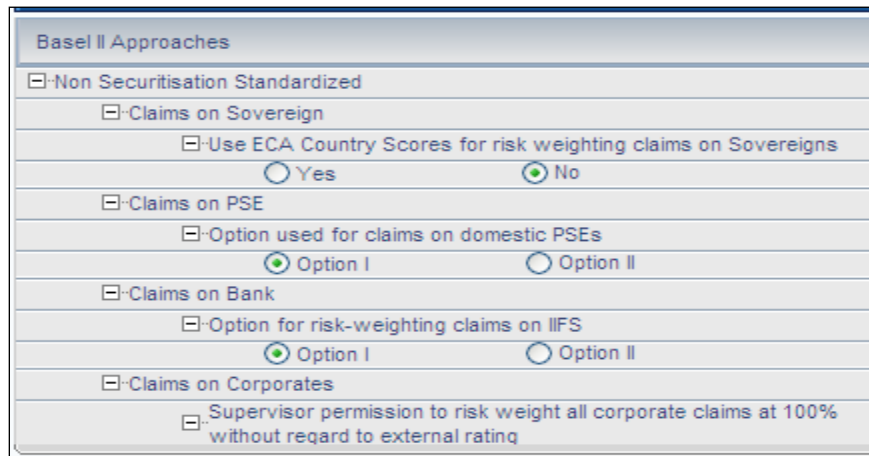 Basel II Approaches
Non Securitisation Standardized
Claims on Sovereign
Use ECA Country Scores for risk weighting claims on Sovereigns
Yes No
Claims on PSE
Option used for claims on domestic PSEs
Option I Option II
Claims on Bank
Option for risk-weighting claims on IIFS
Option I Option II
Claims on Corporates
Supervisor permission to risk weight all corporate claims at 100%
without regard to external rating